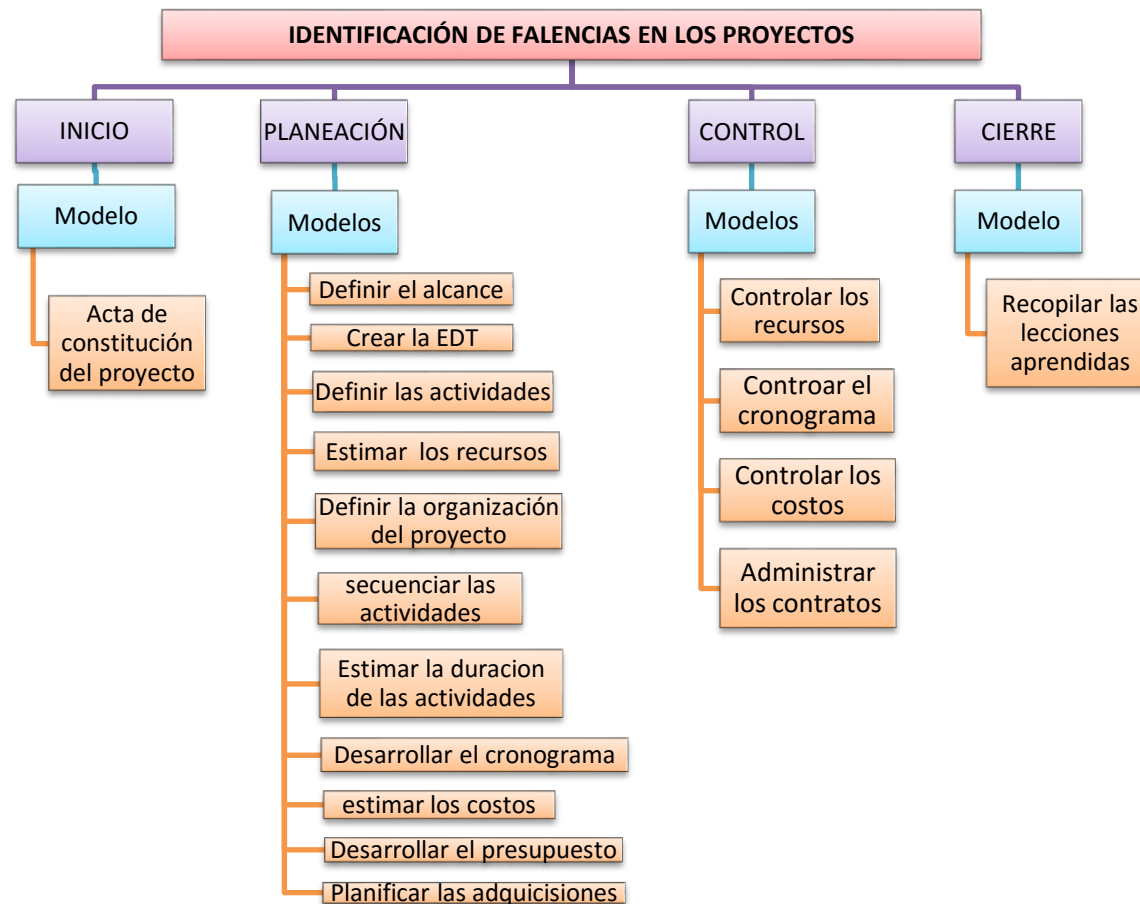 IDENTIFICACIÓN DE FALENCIAS EN LOS PROYECTOS
INICIO
Modelo
Acta de
constitución
del proyecto
PLANEACIÓN
Modelos
Definir el alcance
Crear la EDT
Definir las actividades
Estimar los recursos
Definir la organización
del proyecto
secuenciar las
actividades
Estimar la duracion
de las actividades
Desarrollar el cronograma
estimar los costos
Desarrollar el presupuesto
Planificar las adquicisiones
CONTROL
Modelos
Controlar los
recursos
Controar el
cronograma
Controlar los
costos
Administrar
los contratos
CIERRE
Modelo
Recopilar las
lecciones
aprendidas